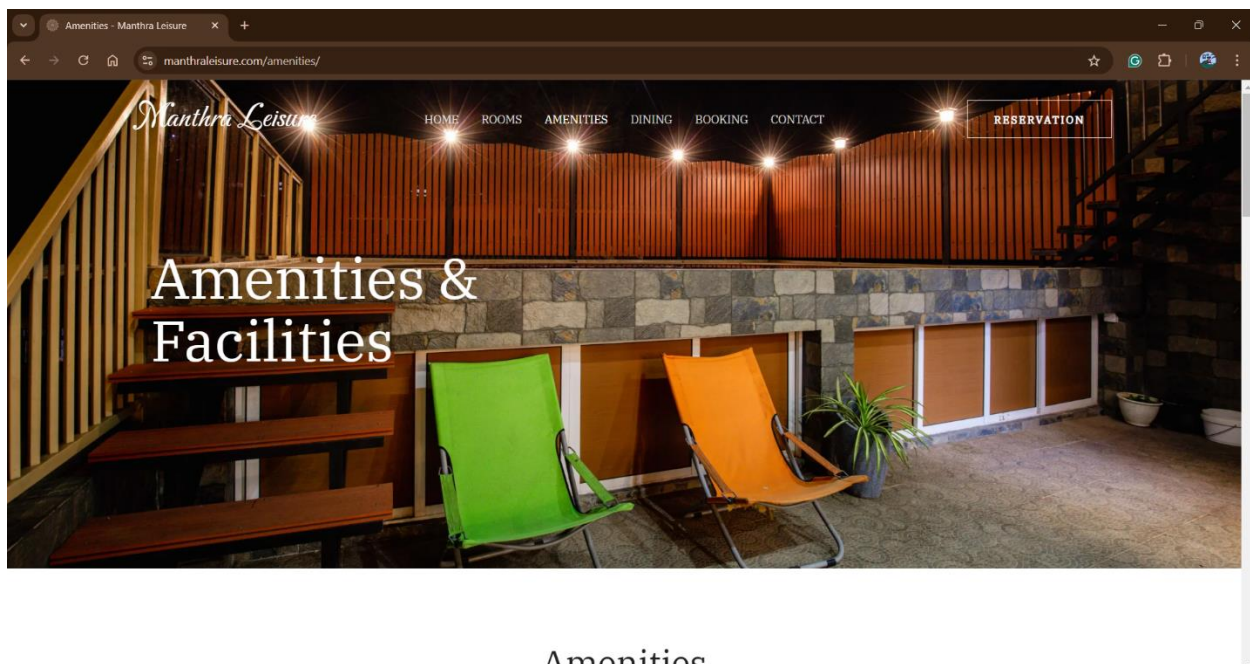 Amenities - Manthra Leisure
manthraleisure.com/amenities/
Manthra Leisure
HOME ROOMS AMENITIES DINING BOOKING CONTACT
RESERVATION
Amenities &
Facilities
Amenities